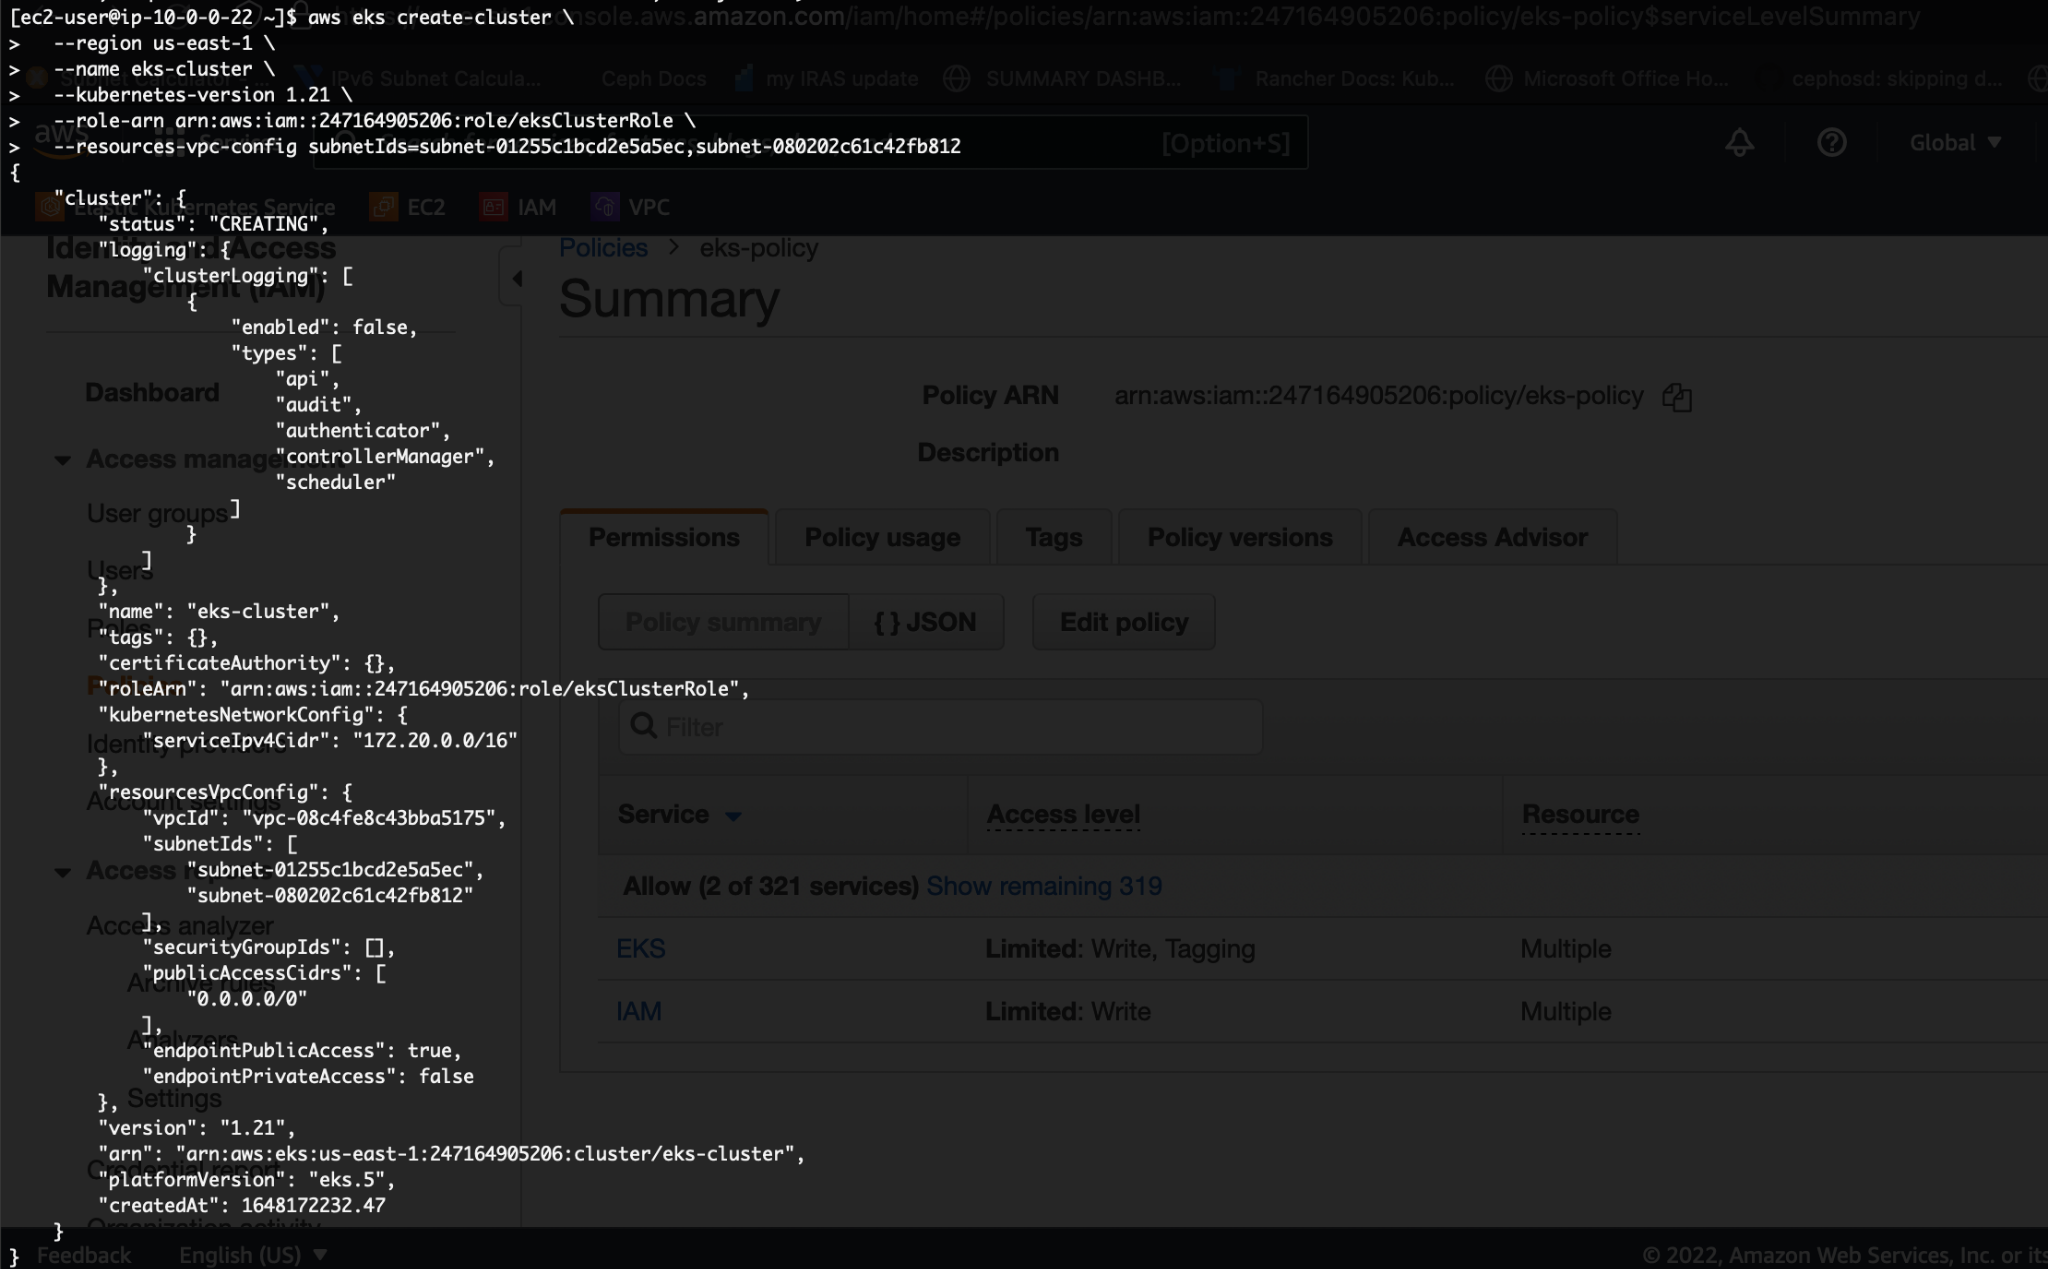 [ec2-user@ip-10-0-0-22 ~]$ aws eks create-cluster \
>   --region us-east-1 \
>   --name eks-cluster \
>   --kubernetes-version 1.21 \
>   --role-arn arn:aws:iam::247164905206:role/eksClusterRole \
>   --resources-vpc-config subnetIds=subnet-01255c1bcd2e5a5ec,subnet-080202c61c42fb812
{
    "cluster": {
        "status": "CREATING",
        "logging": {
            "clusterLogging": [
                {
                    "enabled": false,
                    "types": [
                        "api",
                        "audit",
                        "authenticator",
                        "controllerManager",
                        "scheduler"
                    ]
                }
            ]
        },
        "name": "eks-cluster",
        "tags": {},
        "certificateAuthority": {},
        "roleArn": "arn:aws:iam::247164905206:role/eksClusterRole",
        "kubernetesNetworkConfig": {
            "serviceIpv4Cidr": "172.20.0.0/16"
        },
        "resourcesVpcConfig": {
            "vpcId": "vpc-08c4fe8c43bba5175",
            "subnetIds": [
                "subnet-01255c1bcd2e5a5ec",
                "subnet-080202c61c42fb812"
            ],
            "securityGroupIds": [],
            "publicAccessCidrs": [
                "0.0.0.0/0"
            ],
            "endpointPublicAccess": true,
            "endpointPrivateAccess": false
        },
        "version": "1.21",
        "arn": "arn:aws:eks:us-east-1:247164905206:cluster/eks-cluster",
        "platformVersion": "eks.5",
        "createdAt": 1648172232.47
    }
}
console.aws.amazon.com/iam/home#/policies/arn:aws:iam::247164905206:policy/eks-policy$serviceLevelSummary
IPv6 Subnet Calcula... Ceph Docs my IRAS update SUMMARY DASHB... Rancher Docs: Kub... Microsoft Office Ho... cephosd: skipping d...
aws [Option+S] Global
Elastic Kubernetes Service EC2 IAM VPC
Identity and Access
Management (IAM)
Dashboard
Access management
User groups
Users
Roles
Policies
Identity providers
Account settings
Access reports
Access analyzer
Archive rules
Analyzers
Settings
Credential report
Organization activity
Policies > eks-policy
Summary
Policy ARN arn:aws:iam::247164905206:policy/eks-policy
Description
Permissions Policy usage Tags Policy versions Access Advisor
Policy summary { } JSON Edit policy
Filter
Service Access level Resource
Allow (2 of 321 services) Show remaining 319
EKS Limited: Write, Tagging Multiple
IAM Limited: Write Multiple
Feedback English (US) © 2022, Amazon Web Services, Inc. or its